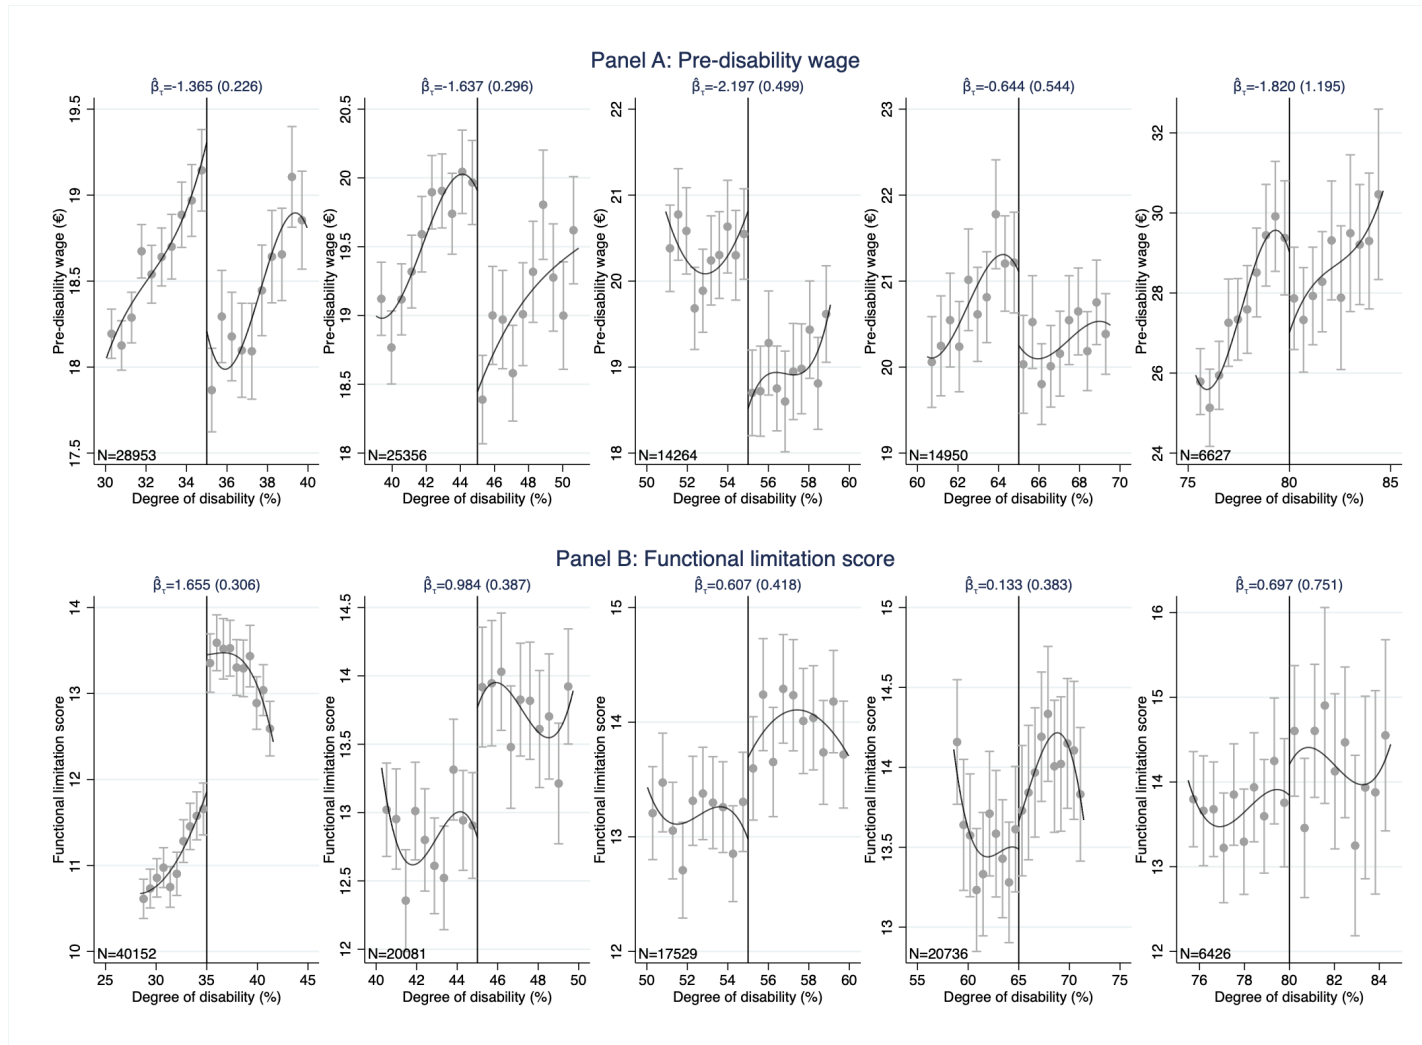 Panel A: Pre-disability wage
β̂τ=-1.365 (0.226)
Pre-disability wage (€)
19.5
19
18.5
18
17.5
N=28953
30 32 34 36 38 40
Degree of disability (%)
β̂τ=-1.637 (0.296)
Pre-disability wage (€)
20.5
20
19.5
19
18.5
18
N=25356
40 42 44 46 48 50
Degree of disability (%)
β̂τ=-2.197 (0.499)
Pre-disability wage (€)
22
21
20
19
18
N=14264
50 52 54 56 58 60
Degree of disability (%)
β̂τ=-0.644 (0.544)
Pre-disability wage (€)
23
22
21
20
19
N=14950
60 62 64 66 68 70
Degree of disability (%)
β̂τ=-1.820 (1.195)
Pre-disability wage (€)
32
30
28
26
24
N=6627
75 80 85
Degree of disability (%)
Panel B: Functional limitation score
β̂τ=1.655 (0.306)
Functional limitation score
14
13
12
11
10
N=40152
25 30 35 40 45
Degree of disability (%)
β̂τ=0.984 (0.387)
Functional limitation score
14.5
14
13.5
13
12.5
12
N=20081
40 42 44 46 48 50
Degree of disability (%)
β̂τ=0.607 (0.418)
Functional limitation score
15
14
13
12
N=17529
50 52 54 56 58 60
Degree of disability (%)
β̂τ=0.133 (0.383)
Functional limitation score
15
14.5
14
13.5
13
N=20736
55 60 65 70 75
Degree of disability (%)
β̂τ=0.697 (0.751)
Functional limitation score
16
15
14
13
12
N=6426
76 78 80 82 84
Degree of disability (%)